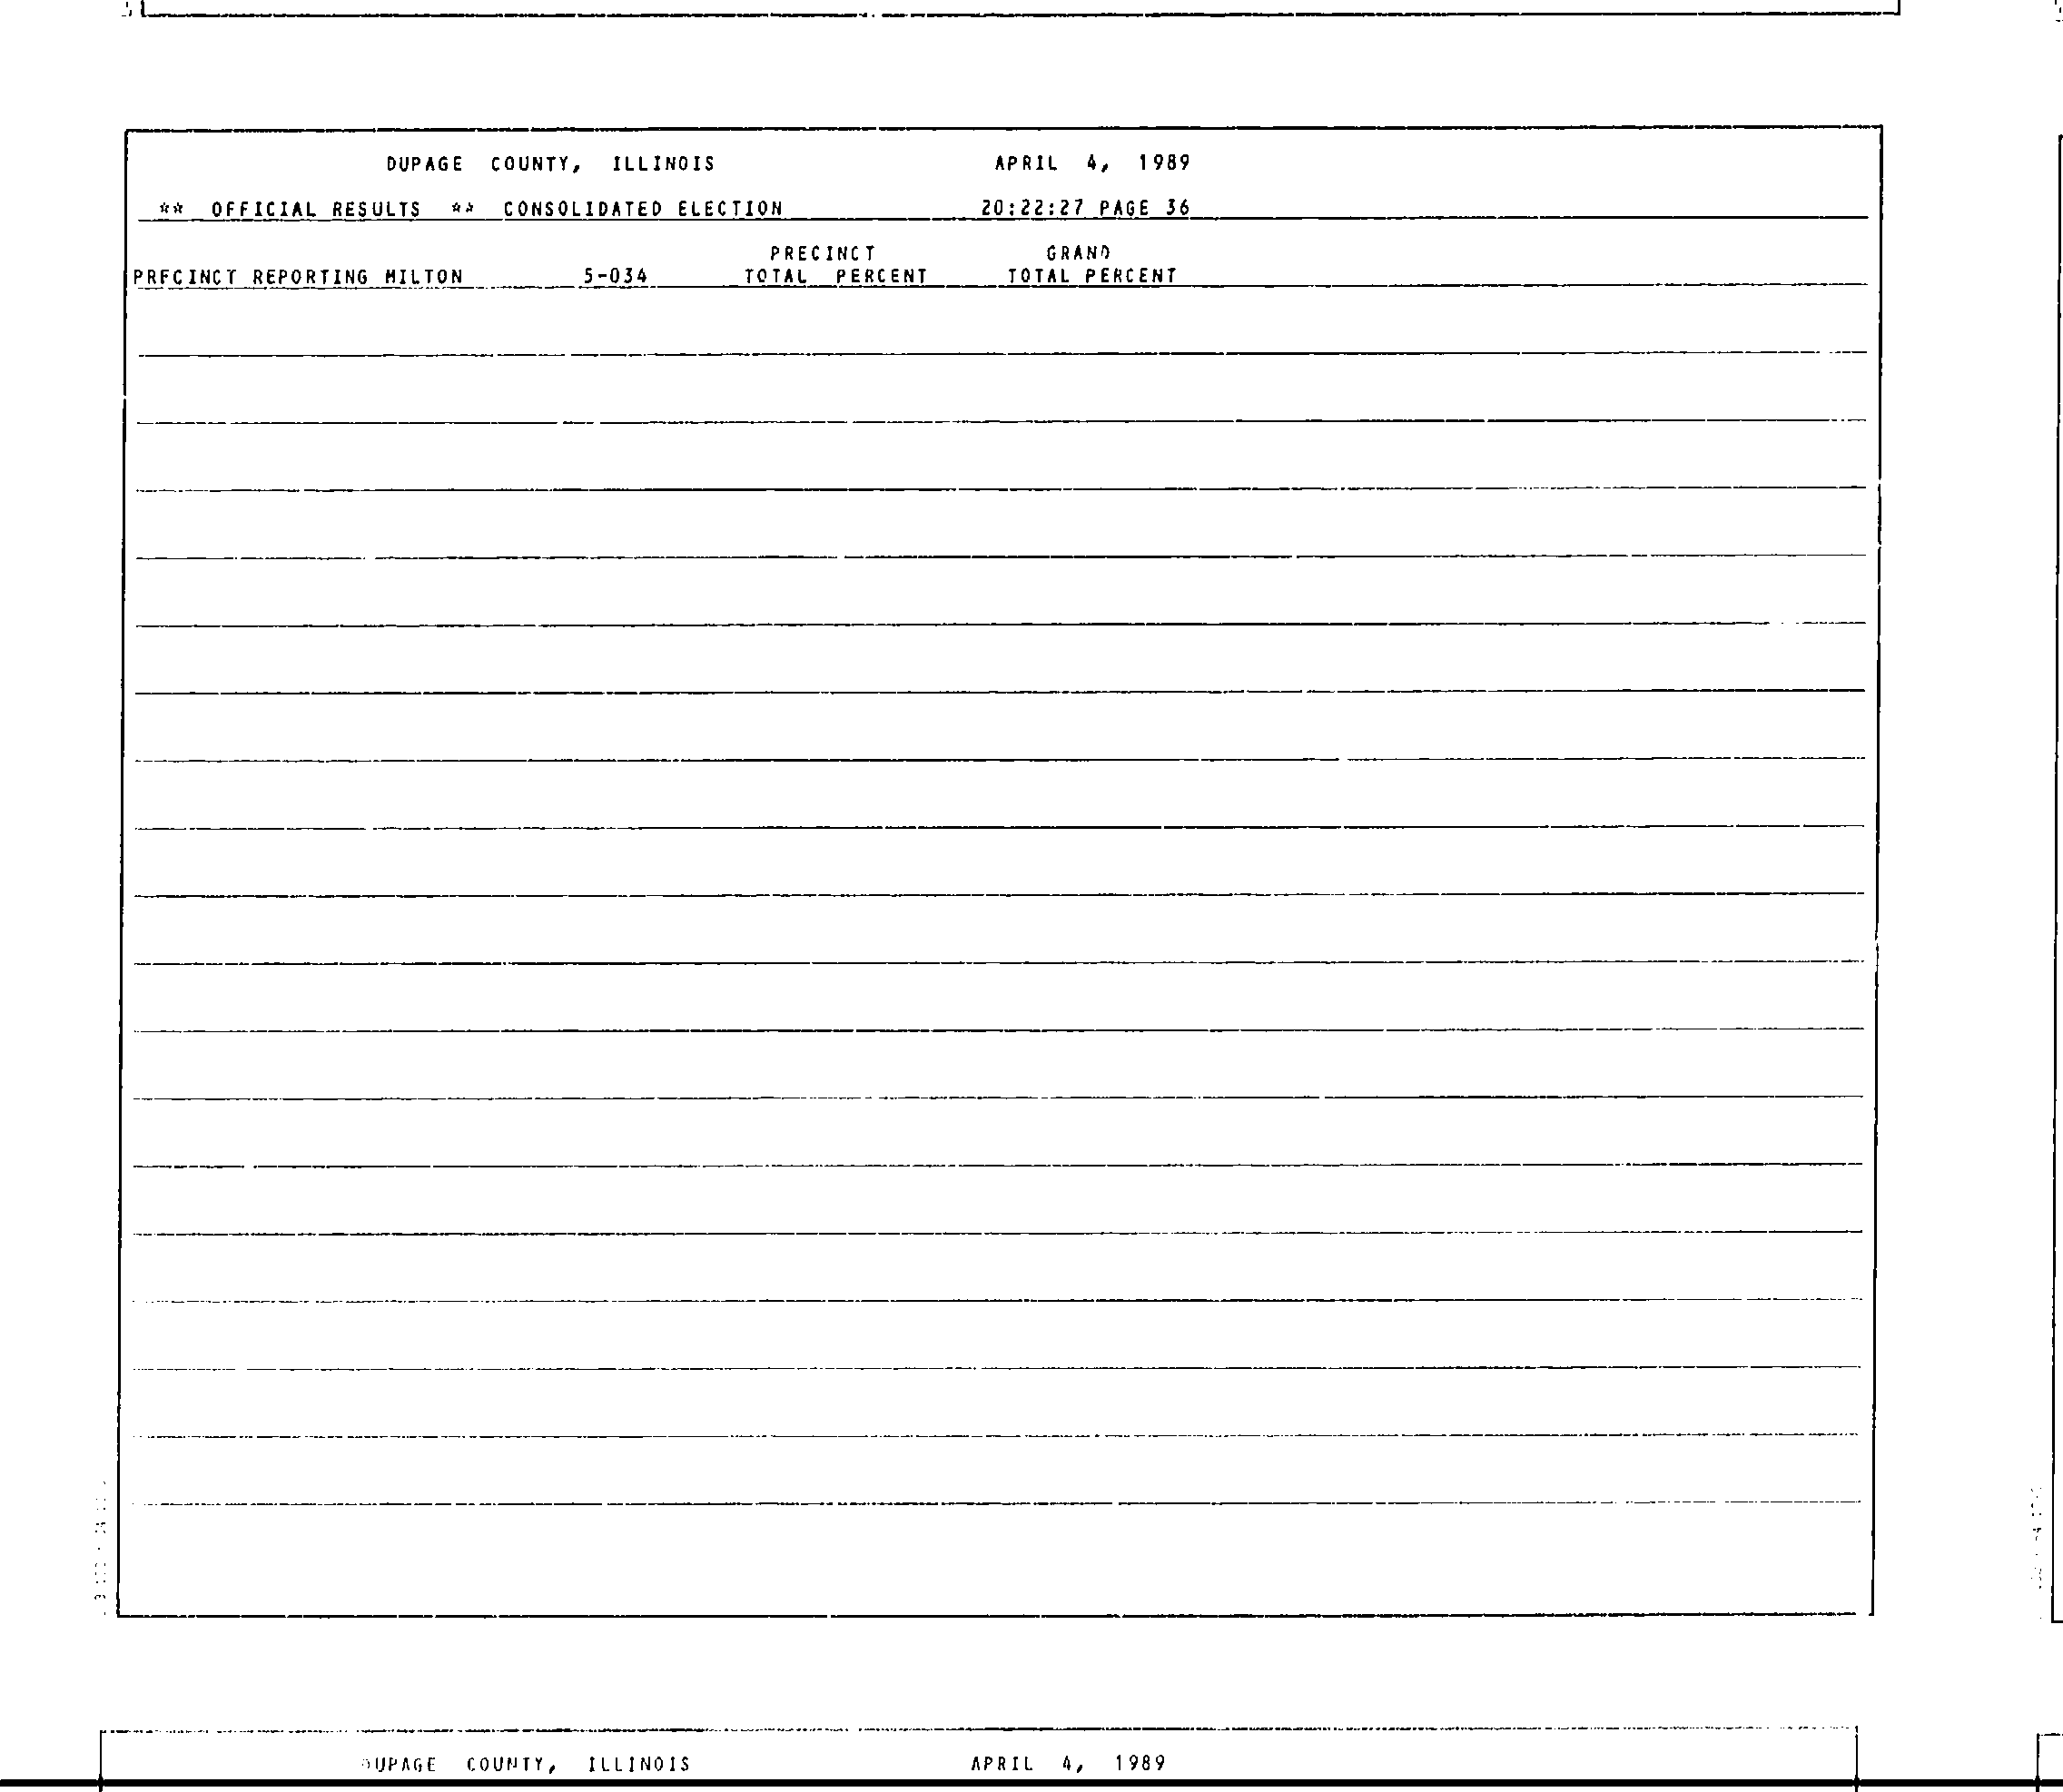 DUPAGE COUNTY, ILLINOIS APRIL 4, 1989
** OFFICIAL RESULTS ** CONSOLIDATED ELECTION 20:22:27 PAGE 36
PRECINCT GRAND
PRECINCT REPORTING MILTON 5-034 TOTAL PERCENT TOTAL PERCENT
DUPAGE COUNTY, ILLINOIS APRIL 4, 1989